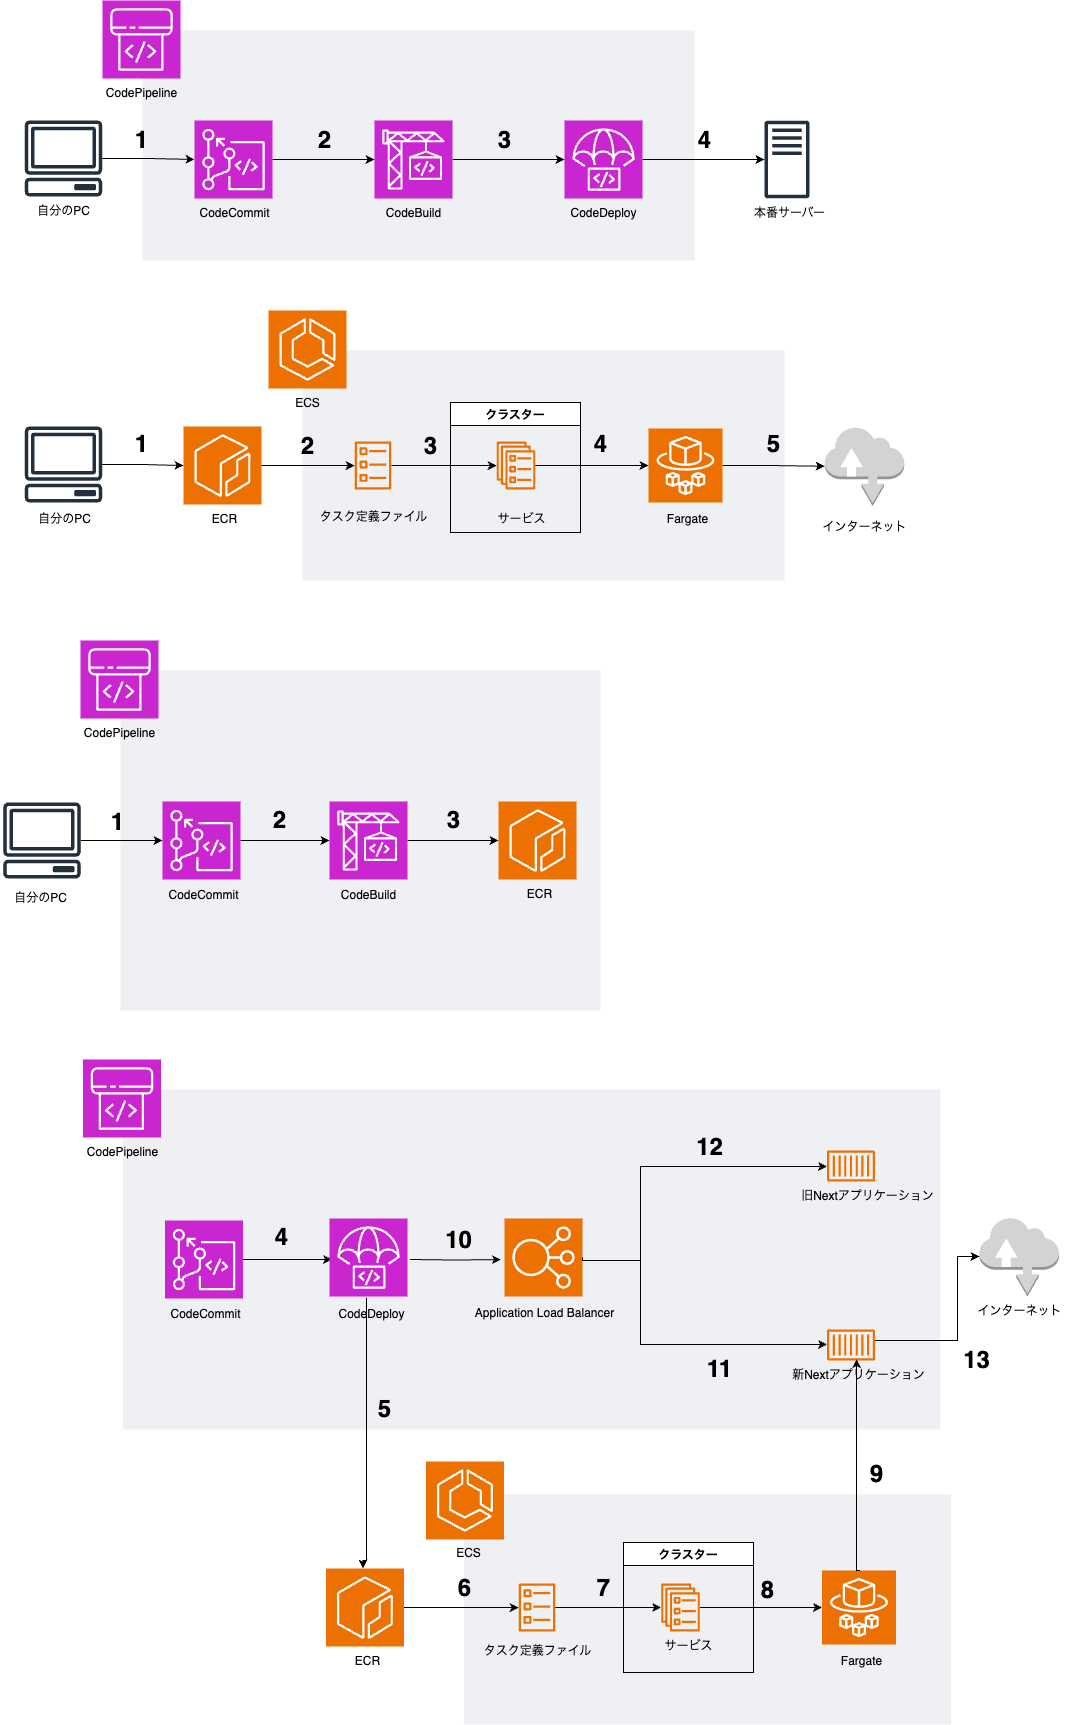 CodePipeline
1
2
3
4
自分のPC
CodeCommit
CodeBuild
CodeDeploy
本番サーバー
ECS
クラスター
1
2
3
4
5
自分のPC
ECR
タスク定義ファイル
サービス
Fargate
インターネット
CodePipeline
1
2
3
自分のPC
CodeCommit
CodeBuild
ECR
CodePipeline
12
旧Nextアプリケーション
4
10
CodeCommit
CodeDeploy
Application Load Balancer
インターネット
11
13
新Nextアプリケーション
5
9
ECS
クラスター
6
7
8
ECR
タスク定義ファイル
サービス
Fargate